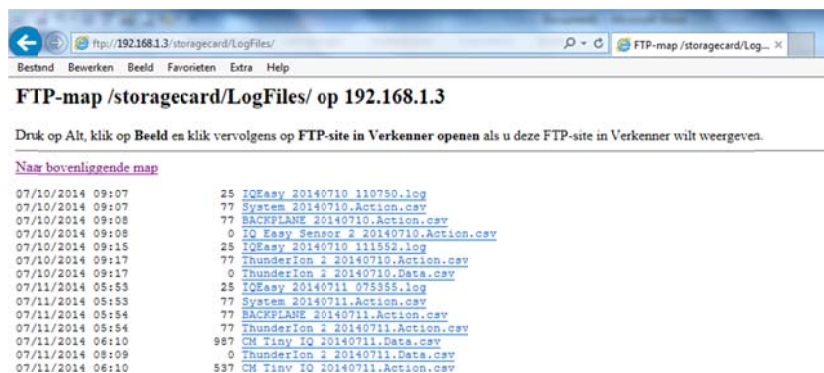 ftp://192.168.1.3/storagecard/LogFiles/
FTP-map /storagecard/Log...
Bestand Bewerken Beeld Favorieten Extra Help
FTP-map /storagecard/LogFiles/ op 192.168.1.3
Druk op Alt, klik op Beeld en klik vervolgens op FTP-site in Verkenner openen als u deze FTP-site in Verkenner wilt weergeven.
Naar bovenliggende map
07/10/2014 09:07 25 IQEasy 20140710 110750.log
07/10/2014 09:07 77 System 20140710.Action.csv
07/10/2014 09:08 77 BACKPLANE 20140710.Action.csv
07/10/2014 09:08 0 IQ Easy Sensor 2 20140710.Action.csv
07/10/2014 09:15 25 IQEasy 20140710 111552.log
07/10/2014 09:17 77 ThunderIon 2 20140710.Action.csv
07/10/2014 09:17 0 ThunderIon 2 20140710.Data.csv
07/11/2014 05:53 25 IQEasy 20140711 075355.log
07/11/2014 05:53 77 System 20140711.Action.csv
07/11/2014 05:54 77 BACKPLANE 20140711.Action.csv
07/11/2014 05:54 77 ThunderIon 2 20140711.Action.csv
07/11/2014 06:10 987 CM Tiny IQ 20140711.Data.csv
07/11/2014 08:09 0 ThunderIon 2 20140711.Data.csv
07/11/2014 06:10 537 CM Tiny IQ 20140711.Action.csv